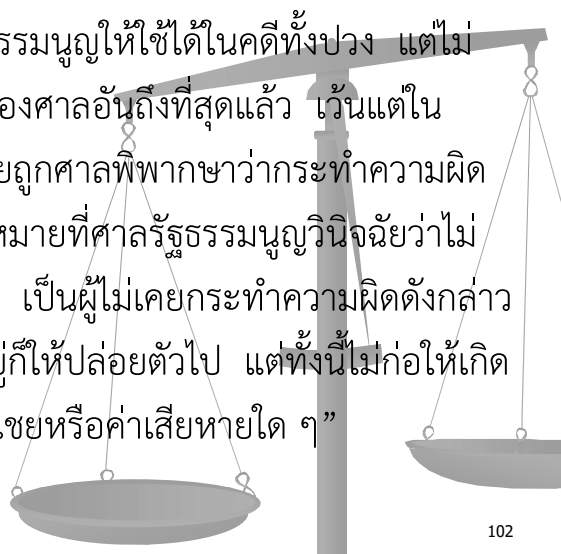 รรมนูญให้ใช้ได้ในคดีทั้งปวง แต่ไม่
องศาลอันถึงที่สุดแล้ว เว้นแต่ใน
ยถูกศาลพิพากษาว่ากระทำความผิด
หมายที่ศาลรัฐธรรมนูญวินิจฉัยว่าไม่
เป็นผู้ไม่เคยกระทำความผิดดังกล่าว
ยู่ก็ให้ปล่อยตัวไป แต่ทั้งนี้ไม่ก่อให้เกิด
เชยหรือค่าเสียหายใด ๆ”
102